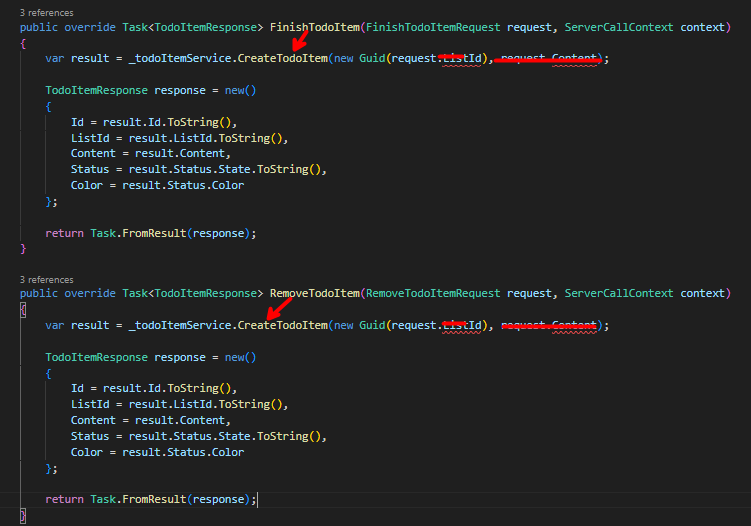 3 references
public override Task<TodoItemResponse> FinishTodoItem(FinishTodoItemRequest request, ServerCallContext context)
{
var result = _todoItemService.CreateTodoItem(new Guid(request.ListId), request.Content);
TodoItemResponse response = new()
{
Id = result.Id.ToString(),
ListId = result.ListId.ToString(),
Content = result.Content,
Status = result.Status.State.ToString(),
Color = result.Status.Color
};
return Task.FromResult(response);
}
3 references
public override Task<TodoItemResponse> RemoveTodoItem(RemoveTodoItemRequest request, ServerCallContext context)
{
var result = _todoItemService.CreateTodoItem(new Guid(request.ListId), request.Content);
TodoItemResponse response = new()
{
Id = result.Id.ToString(),
ListId = result.ListId.ToString(),
Content = result.Content,
Status = result.Status.State.ToString(),
Color = result.Status.Color
};
return Task.FromResult(response);
}